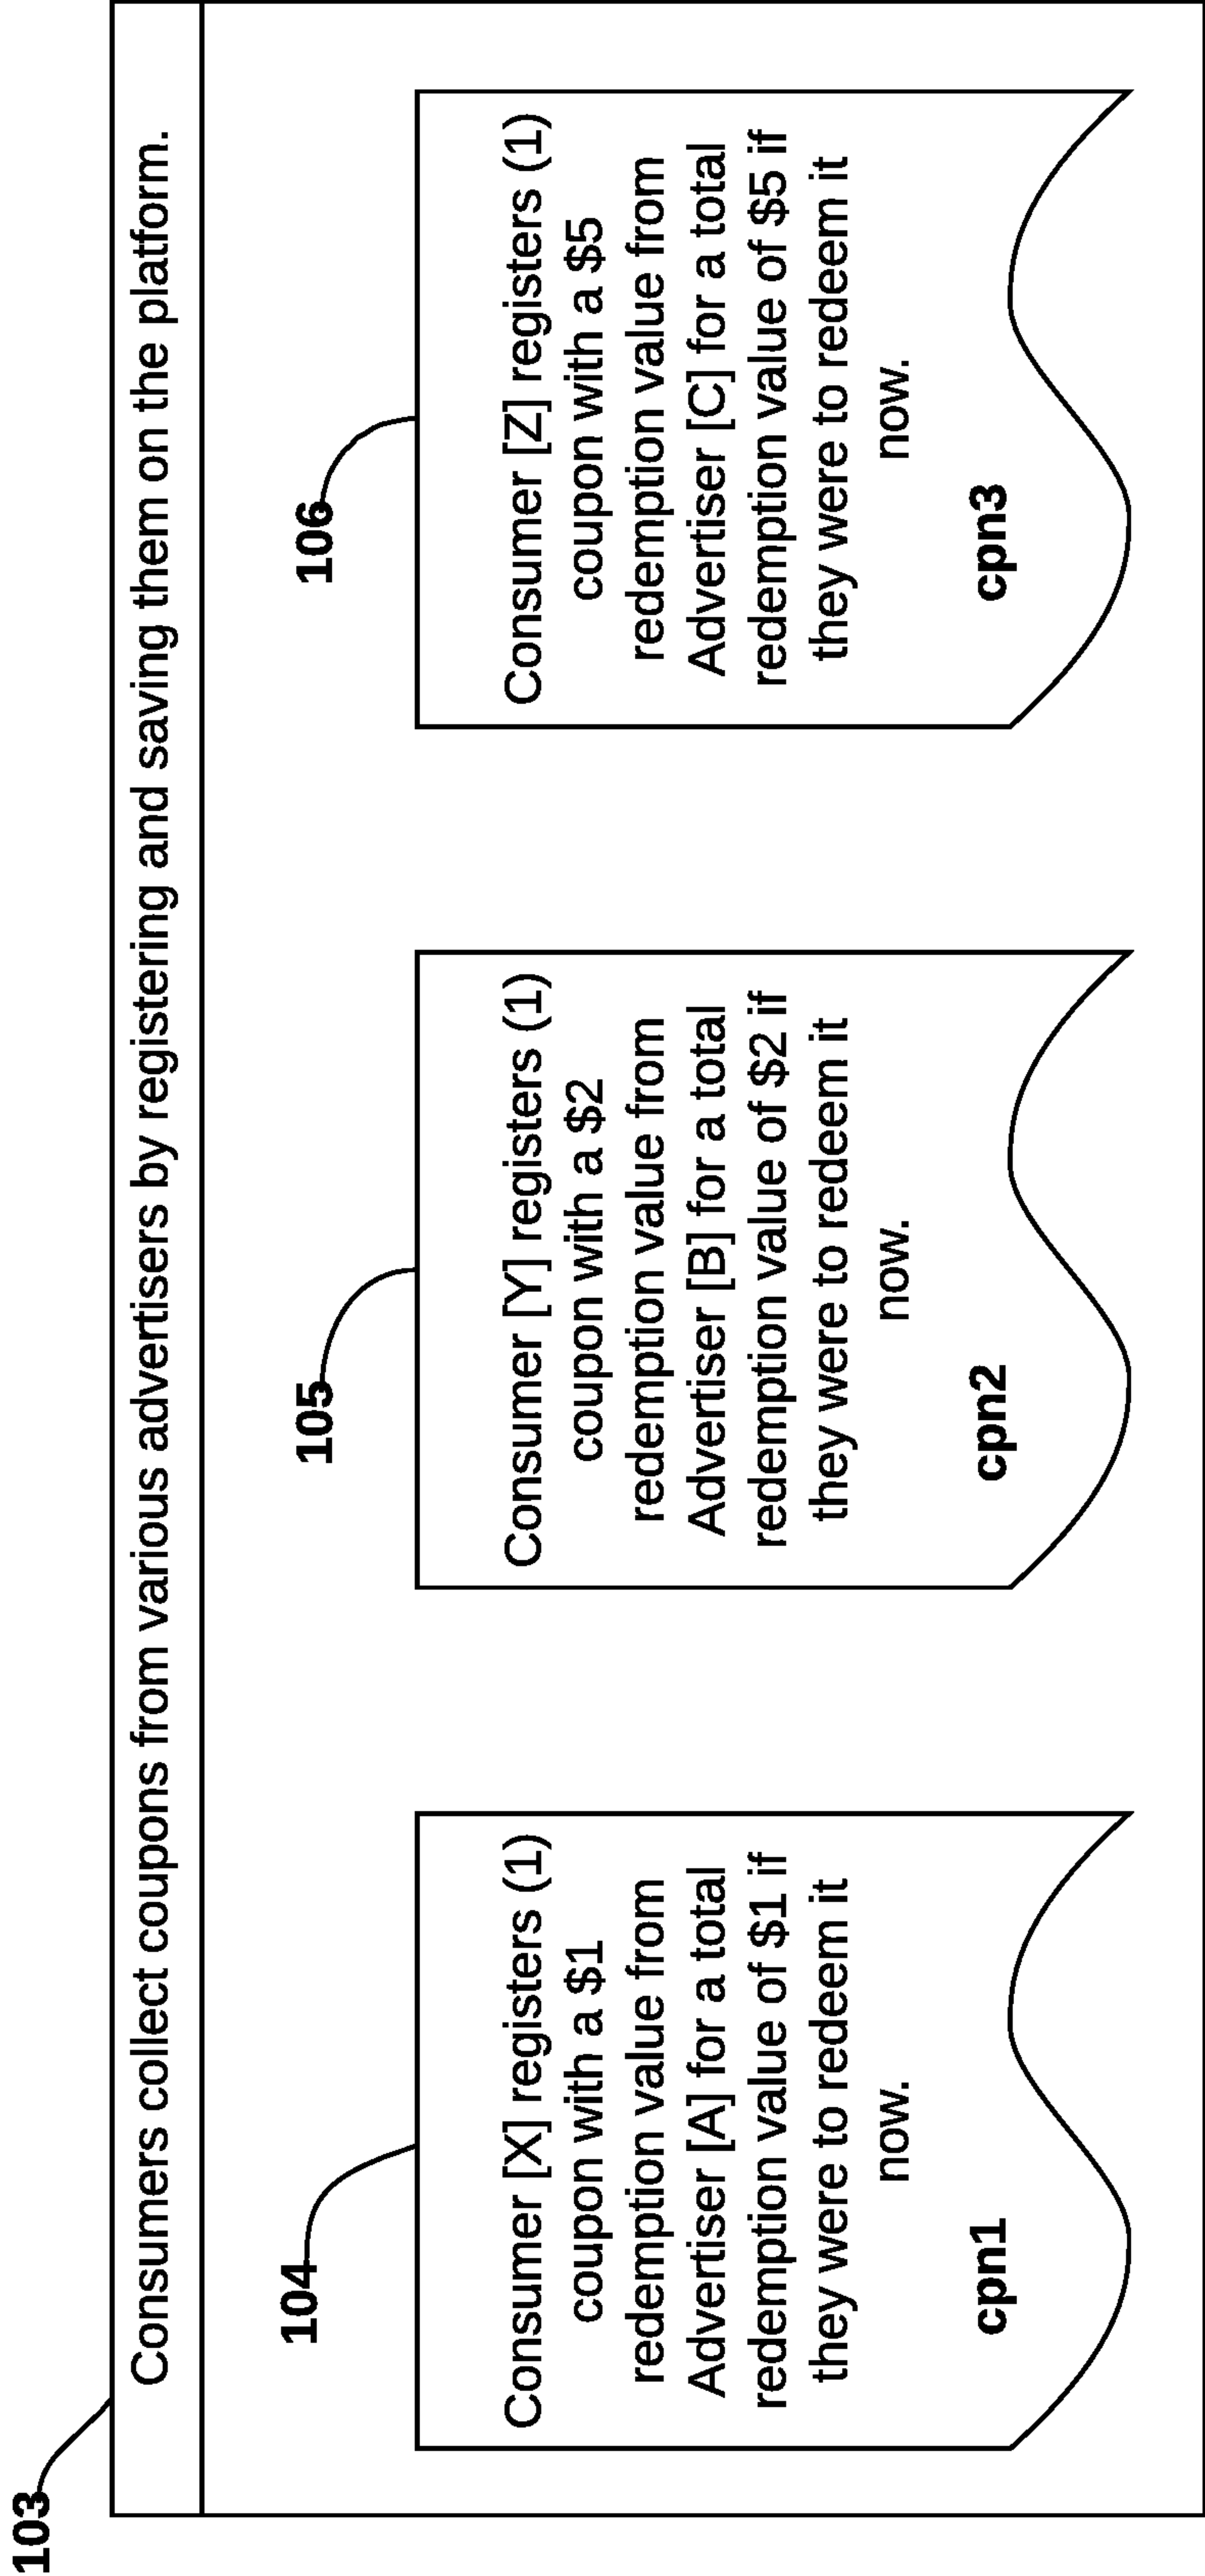 103
Consumers collect coupons from various advertisers by registering and saving them on the platform.
104
Consumer [X] registers (1)
coupon with a $1
redemption value from
Advertiser [A] for a total
redemption value of $1 if
they were to redeem it
now.
cpn1
105
Consumer [Y] registers (1)
coupon with a $2
redemption value from
Advertiser [B] for a total
redemption value of $2 if
they were to redeem it
now.
cpn2
106
Consumer [Z] registers (1)
coupon with a $5
redemption value from
Advertiser [C] for a total
redemption value of $5 if
they were to redeem it
now.
cpn3